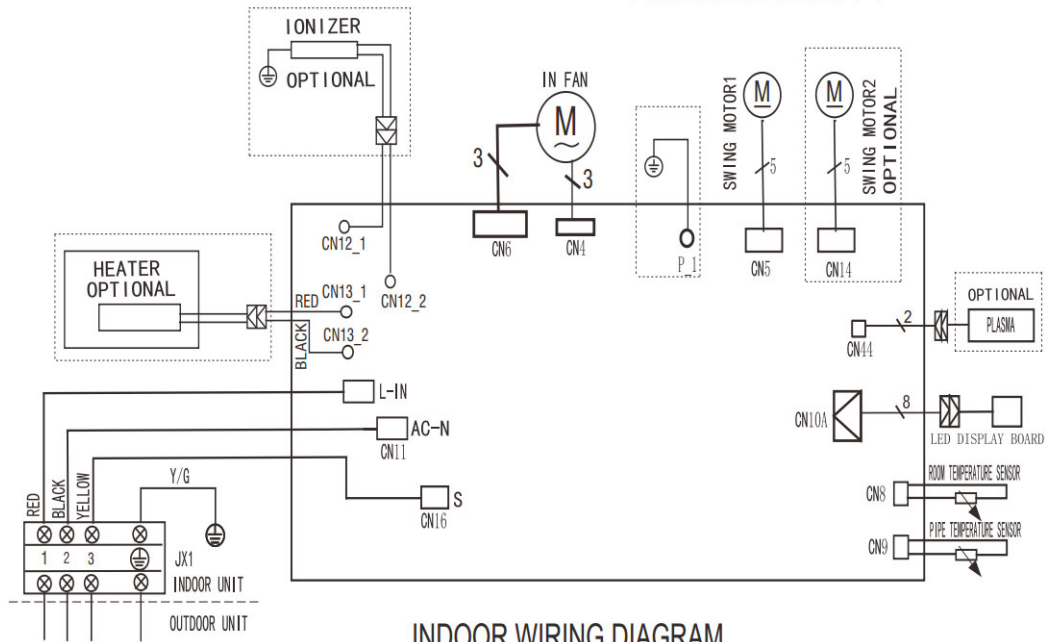 IONIZER
OPTIONAL
IN FAN
M
3
3
SWING MOTOR1
M
5
M
5
SWING MOTOR2
OPTIONAL
CN12_1
CN12_2
CN6
CN4
P_1
CN5
CN14
HEATER
OPTIONAL
RED
CN13_1
BLACK
CN13_2
OPTIONAL
PLASMA
2
CN44
L-IN
AC-N
CN11
8
CN10A
LED DISPLAY BOARD
S
CN16
ROOM TEMPERATURE SENSOR
CN8
PIPE TEMPERATURE SENSOR
CN9
RED
BLACK
YELLOW
Y/G
1 2 3
JX1
INDOOR UNIT
OUTDOOR UNIT
INDOOR WIRING DIAGRAM